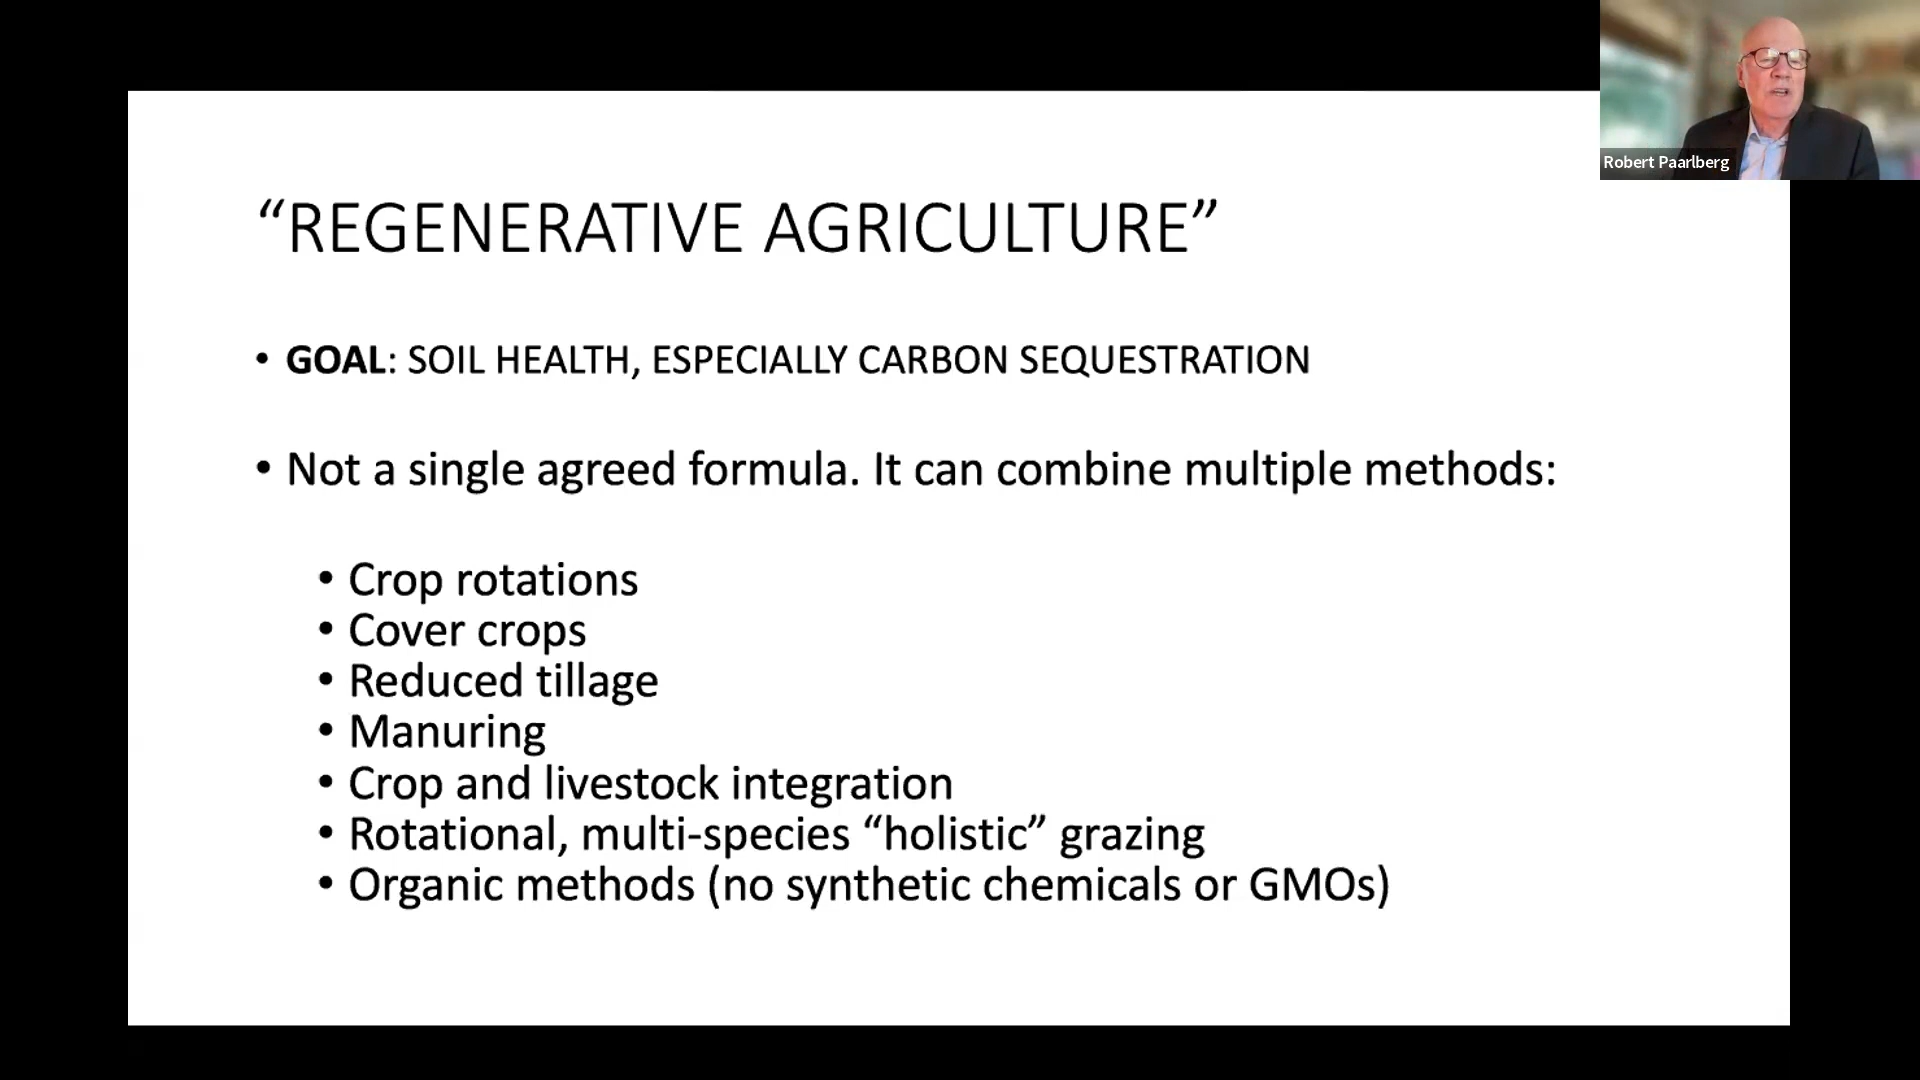 Robert Paarlberg
“REGENERATIVE AGRICULTURE”
• GOAL: SOIL HEALTH, ESPECIALLY CARBON SEQUESTRATION
• Not a single agreed formula. It can combine multiple methods:
• Crop rotations
• Cover crops
• Reduced tillage
• Manuring
• Crop and livestock integration
• Rotational, multi-species “holistic” grazing
• Organic methods (no synthetic chemicals or GMOs)